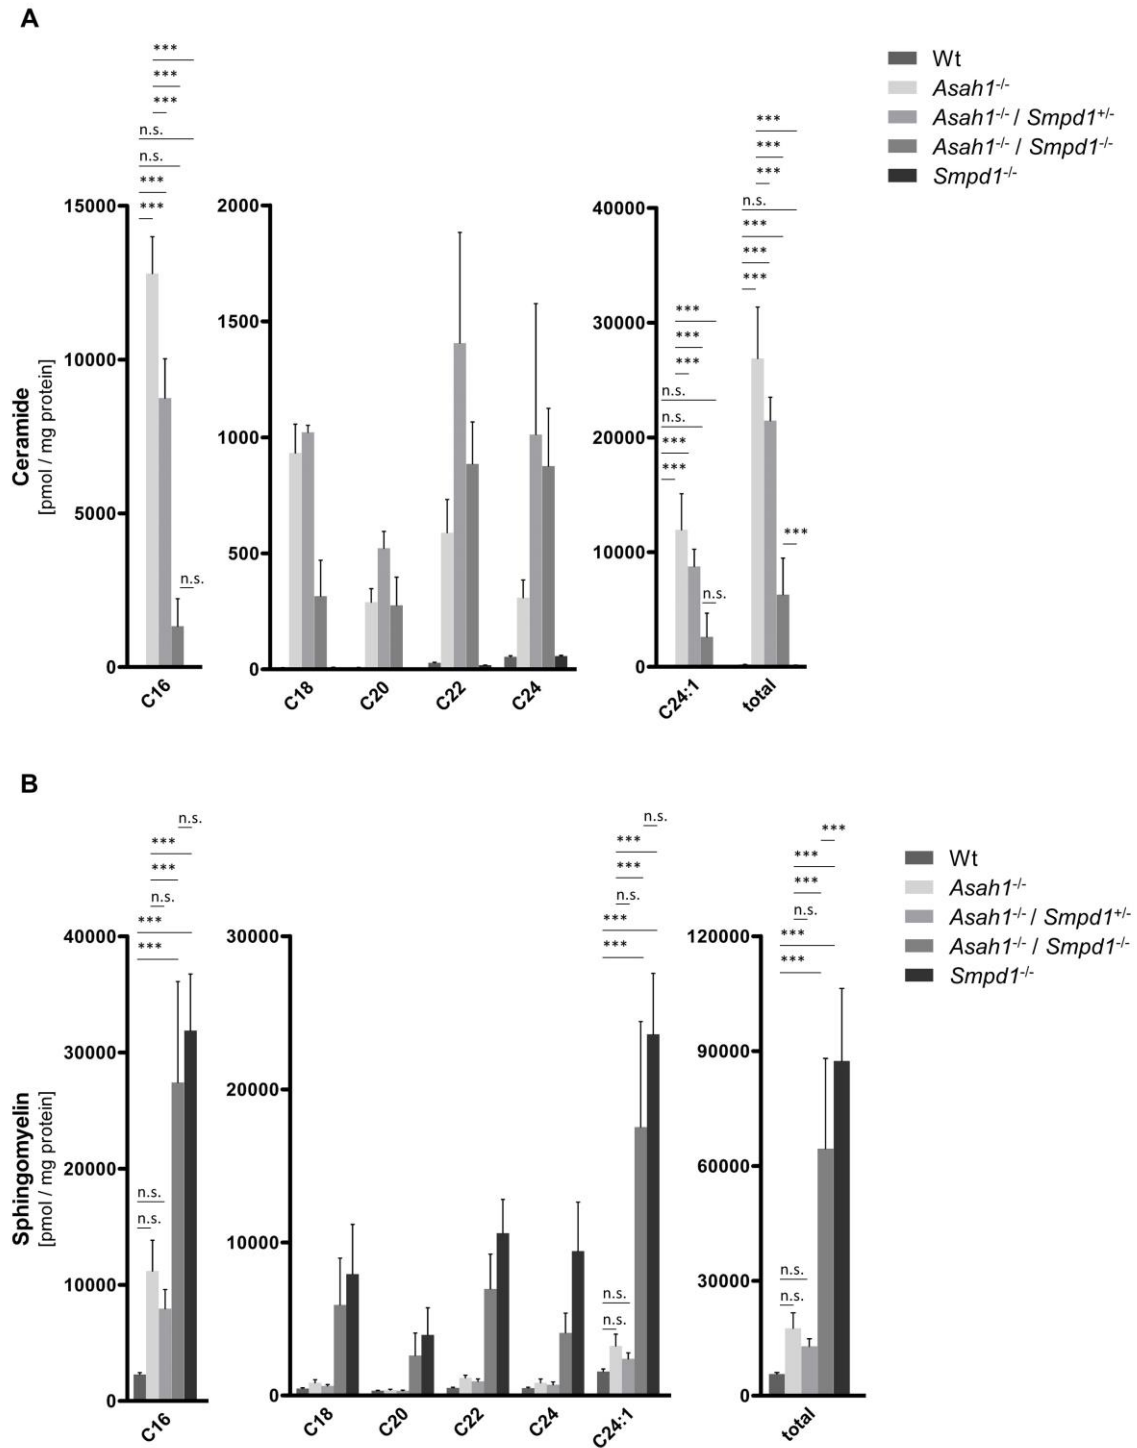 A
***
***
***
n.s.
n.s.
***
***
n.s.
15000
10000
5000
0
C16
Ceramide
[pmol / mg protein]
2000
1500
1000
500
0
C18
C20
C22
C24
***
***
***
n.s.
***
***
***
***
***
***
n.s.
n.s.
***
***
***
n.s.
40000
30000
20000
10000
0
C24:1
total
Wt
Asah1-/-
Asah1-/- / Smpd1+/-
Asah1-/- / Smpd1-/-
Smpd1-/-
B
n.s.
***
***
n.s.
***
***
n.s.
n.s.
40000
30000
20000
10000
0
C16
Sphingomyelin
[pmol / mg protein]
n.s.
***
***
n.s.
***
***
n.s.
n.s.
30000
20000
10000
0
C18
C20
C22
C24
C24:1
***
***
***
n.s.
***
***
n.s.
n.s.
120000
90000
60000
30000
0
total
Wt
Asah1-/-
Asah1-/- / Smpd1+/-
Asah1-/- / Smpd1-/-
Smpd1-/-